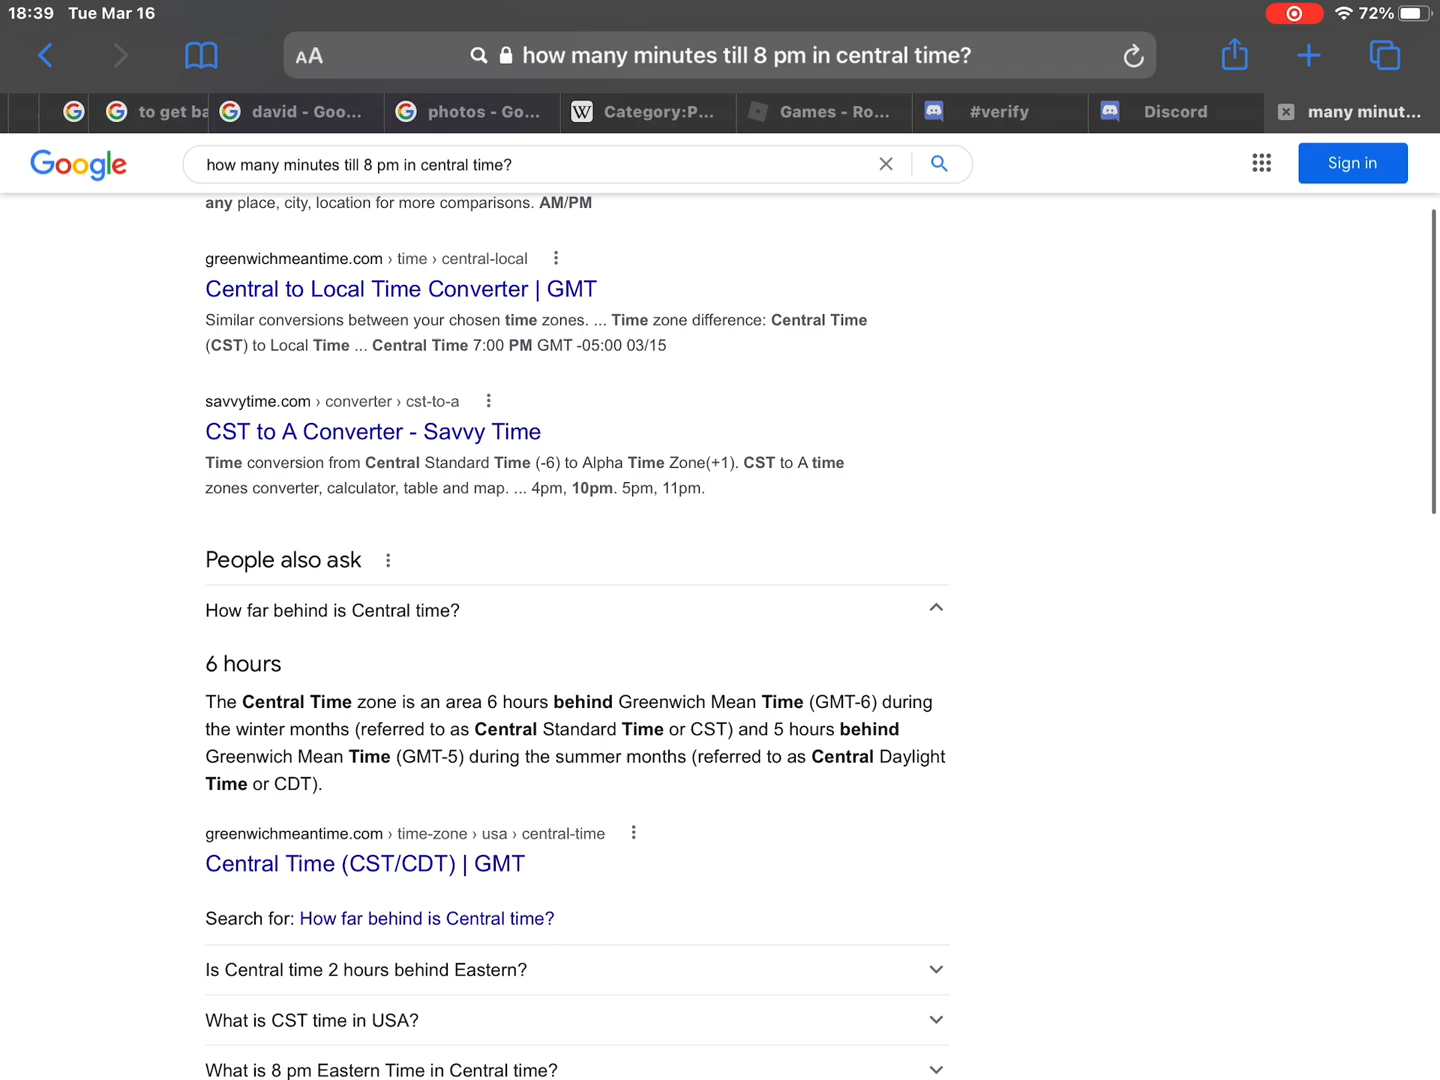 18:39 Tue Mar 16
72%
AA
how many minutes till 8 pm in central time?
to get ba
david - Goo...
photos - Go...
W
Category:P...
Games - Ro...
#verify
Discord
many minut...
Google
how many minutes till 8 pm in central time?
Sign in
any place, city, location for more comparisons. AM/PM
greenwichmeantime.com › time › central-local
Central to Local Time Converter | GMT
Similar conversions between your chosen time zones. ... Time zone difference: Central Time
(CST) to Local Time ... Central Time 7:00 PM GMT -05:00 03/15
savvytime.com › converter › cst-to-a
CST to A Converter - Savvy Time
Time conversion from Central Standard Time (-6) to Alpha Time Zone(+1). CST to A time
zones converter, calculator, table and map. ... 4pm, 10pm. 5pm, 11pm.
People also ask
How far behind is Central time?
6 hours
The Central Time zone is an area 6 hours behind Greenwich Mean Time (GMT-6) during
the winter months (referred to as Central Standard Time or CST) and 5 hours behind
Greenwich Mean Time (GMT-5) during the summer months (referred to as Central Daylight
Time or CDT).
greenwichmeantime.com › time-zone › usa › central-time
Central Time (CST/CDT) | GMT
Search for: How far behind is Central time?
Is Central time 2 hours behind Eastern?
What is CST time in USA?
What is 8 pm Eastern Time in Central time?